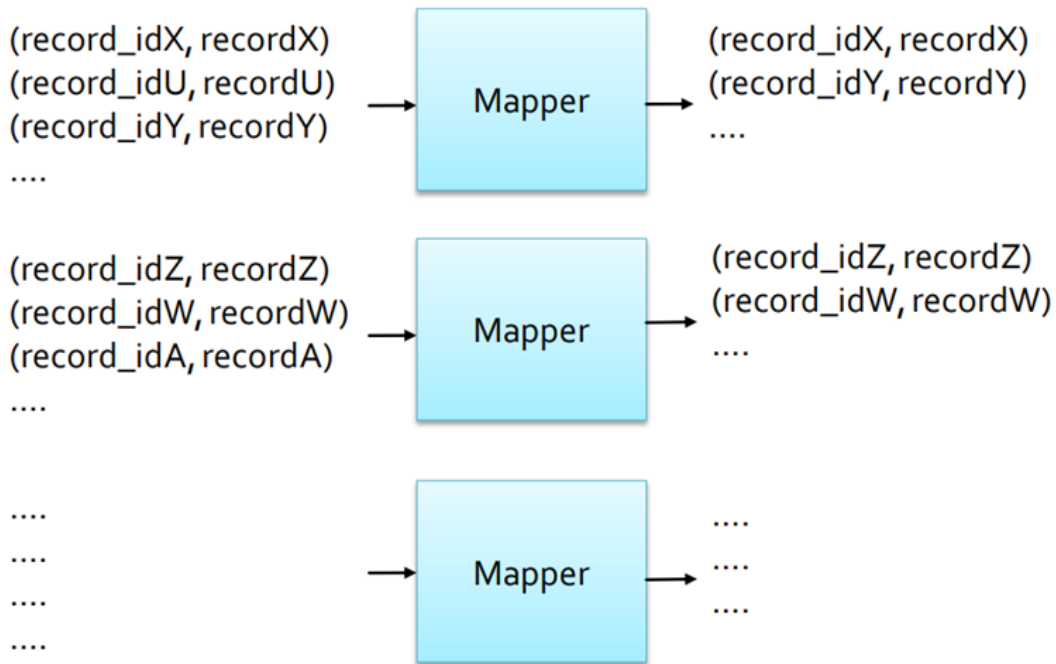 (record_idX, recordX)
(record_idU, recordU)
(record_idY, recordY)
....
Mapper
(record_idX, recordX)
(record_idY, recordY)
....
(record_idZ, recordZ)
(record_idW, recordW)
(record_idA, recordA)
....
Mapper
(record_idZ, recordZ)
(record_idW, recordW)
....
....
....
....
....
Mapper
....
....
....